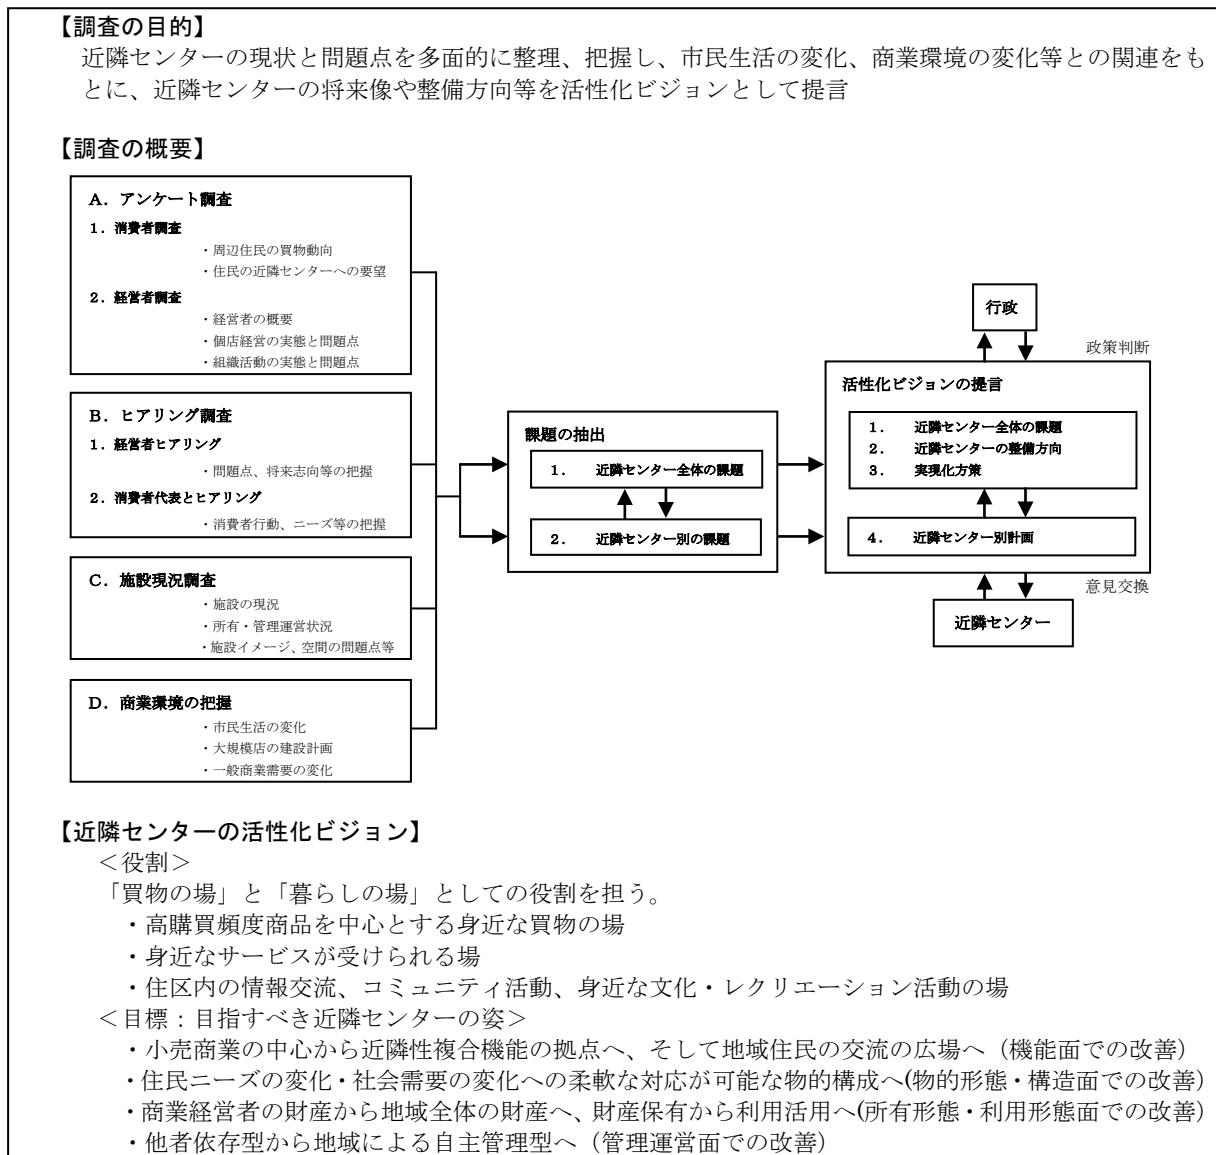 【調査の目的】
近隣センターの現状と問題点を多面的に整理、把握し、市民生活の変化、商業環境の変化等との関連をも
とに、近隣センターの将来像や整備方向等を活性化ビジョンとして提言
【調査の概要】
A．アンケート調査
1．消費者調査
・周辺住民の買物動向
・住民の近隣センターへの要望
2．経営者調査
・経営者の概要
・個店経営の実態と問題点
・組織活動の実態と問題点
B．ヒアリング調査
1．経営者ヒアリング
・問題点、将来志向等の把握
2．消費者代表とヒアリング
・消費者行動、ニーズ等の把握
C．施設現況調査
・施設の現況
・所有・管理運営状況
・施設イメージ、空間の問題点等
D．商業環境の把握
・市民生活の変化
・大規模店の建設計画
・一般商業需要の変化
課題の抽出
1．　近隣センター全体の課題
2．　近隣センター別の課題
行政
政策判断
活性化ビジョンの提言
1．　近隣センター全体の課題
2．　近隣センターの整備方向
3．　実現化方策
4．　近隣センター別計画
意見交換
近隣センター
【近隣センターの活性化ビジョン】
＜役割＞
「買物の場」と「暮らしの場」としての役割を担う。
・高購買頻度商品を中心とする身近な買物の場
・身近なサービスが受けられる場
・住区内の情報交流、コミュニティ活動、身近な文化・レクリエーション活動の場
＜目標：目指すべき近隣センターの姿＞
・小売商業の中心から近隣性複合機能の拠点へ、そして地域住民の交流の広場へ（機能面での改善）
・住民ニーズの変化・社会需要の変化への柔軟な対応が可能な物的構成へ(物的形態・構造面での改善)
・商業経営者の財産から地域全体の財産へ、財産保有から利用活用へ(所有形態・利用形態面での改善)
・他者依存型から地域による自主管理型へ（管理運営面での改善）